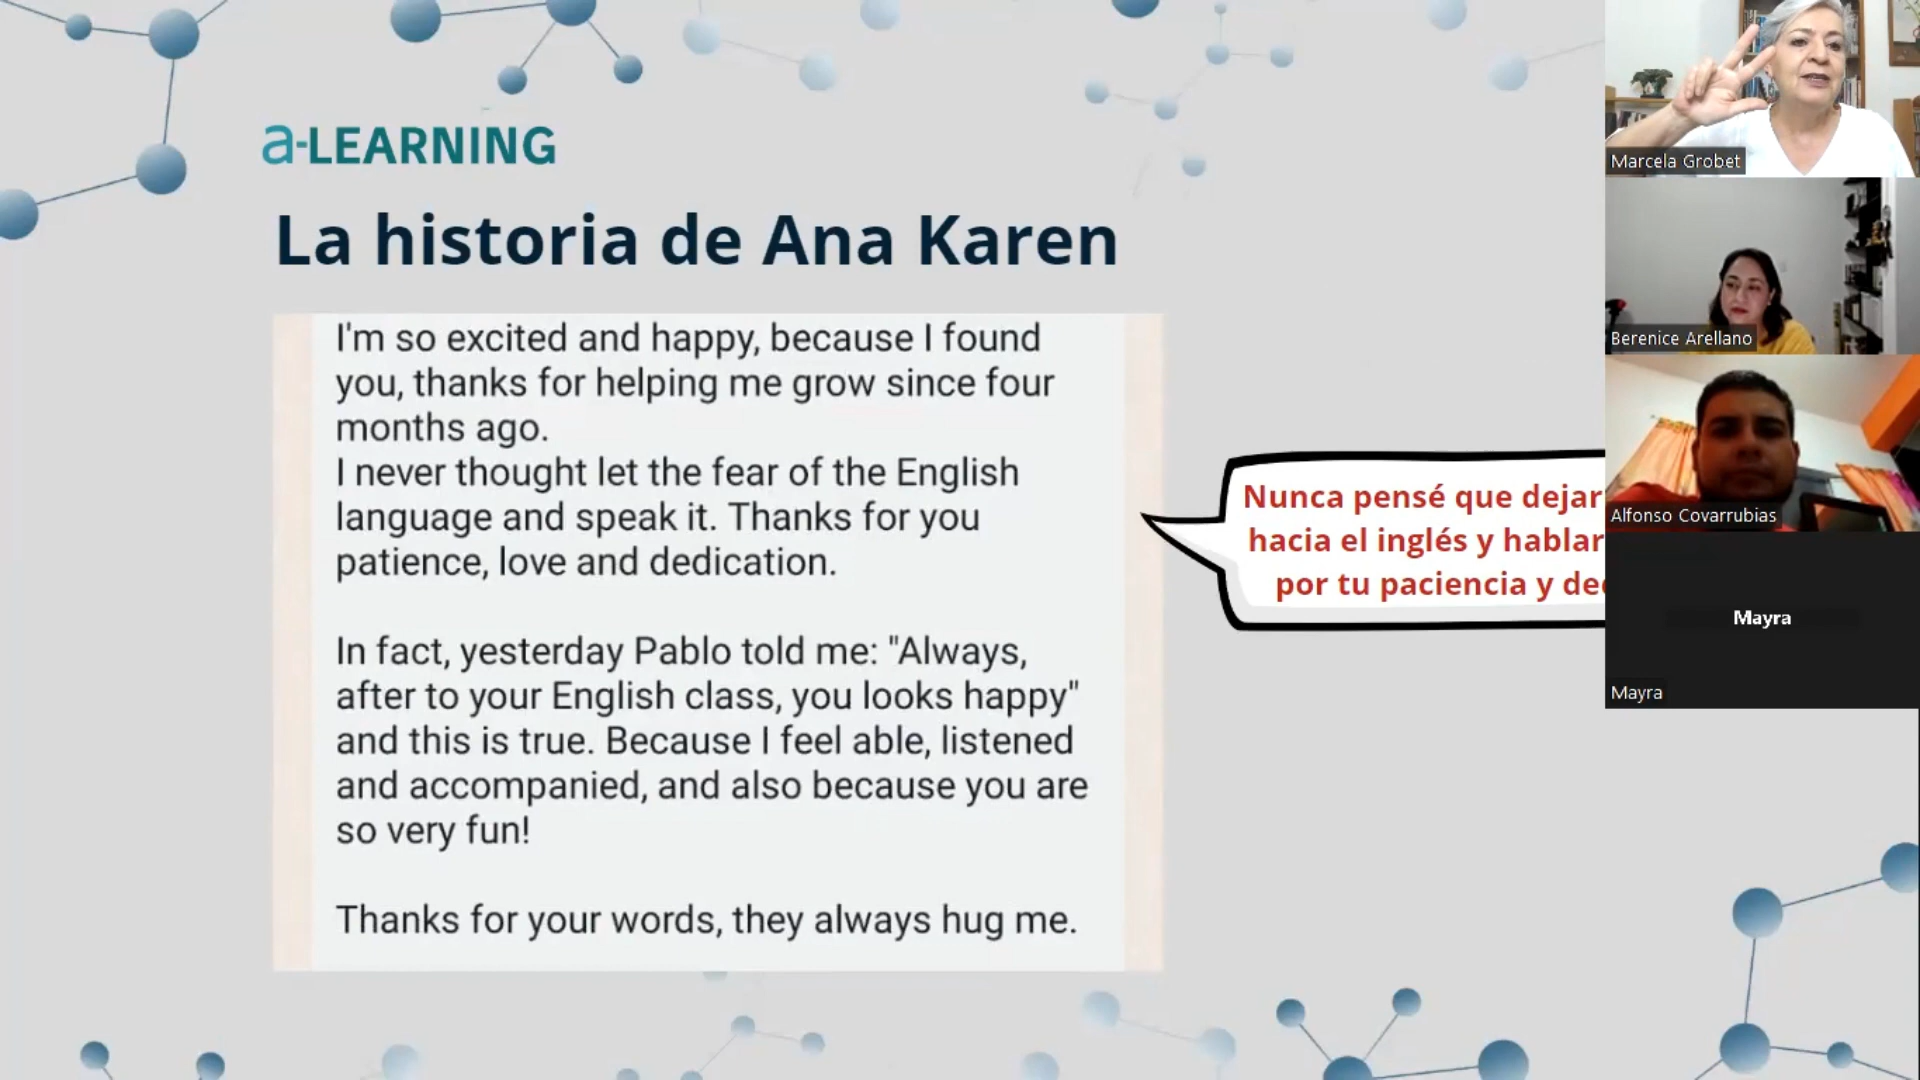 a-LEARNING
La historia de Ana Karen
I'm so excited and happy, because I found
you, thanks for helping me grow since four
months ago.
I never thought let the fear of the English
language and speak it. Thanks for you
patience, love and dedication.
In fact, yesterday Pablo told me: "Always,
after to your English class, you looks happy"
and this is true. Because I feel able, listened
and accompanied, and also because you are
so very fun!
Thanks for your words, they always hug me.
Nunca pensé que dejar
hacia el inglés y hablar
por tu paciencia y
Marcela Grobet
Berenice Arellano
Alfonso Covarrubias
Mayra
Mayra